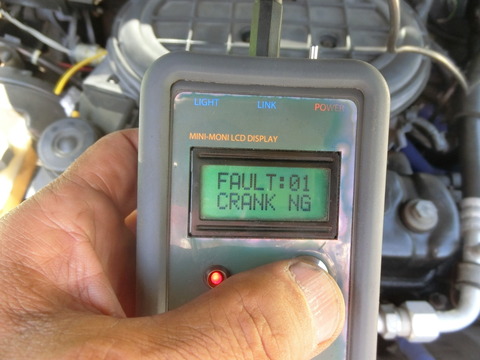 LIGHT LINK POWER
MINI-MONI LCD DISPLAY
FAULT:01
CRANK NG